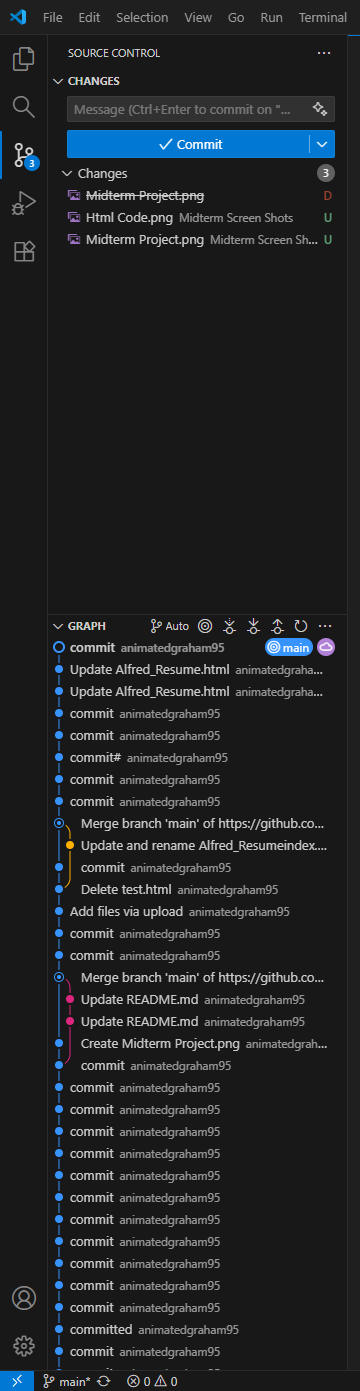 File Edit Selection View Go Run Terminal
SOURCE CONTROL
CHANGES
Message (Ctrl+Enter to commit on "...
Commit
3
Changes 3
Midterm Project.png D
Html Code.png Midterm Screen Shots U
Midterm Project.png Midterm Screen Sh... U
GRAPH Auto
commit animatedgraham95 main
Update Alfred_Resume.html animatedgraha...
Update Alfred_Resume.html animatedgraha...
commit animatedgraham95
commit animatedgraham95
commit# animatedgraham95
commit animatedgraham95
commit animatedgraham95
Merge branch 'main' of https://github.co...
Update and rename Alfred_Resumeindex....
commit animatedgraham95
Delete test.html animatedgraham95
Add files via upload animatedgraham95
commit animatedgraham95
commit animatedgraham95
Merge branch 'main' of https://github.co...
Update README.md animatedgraham95
Update README.md animatedgraham95
Create Midterm Project.png animatedgrah...
commit animatedgraham95
commit animatedgraham95
commit animatedgraham95
commit animatedgraham95
commit animatedgraham95
commit animatedgraham95
commit animatedgraham95
commit animatedgraham95
commit animatedgraham95
commit animatedgraham95
commit animatedgraham95
commit animatedgraham95
committed animatedgraham95
commit animatedgraham95
main* 0 0